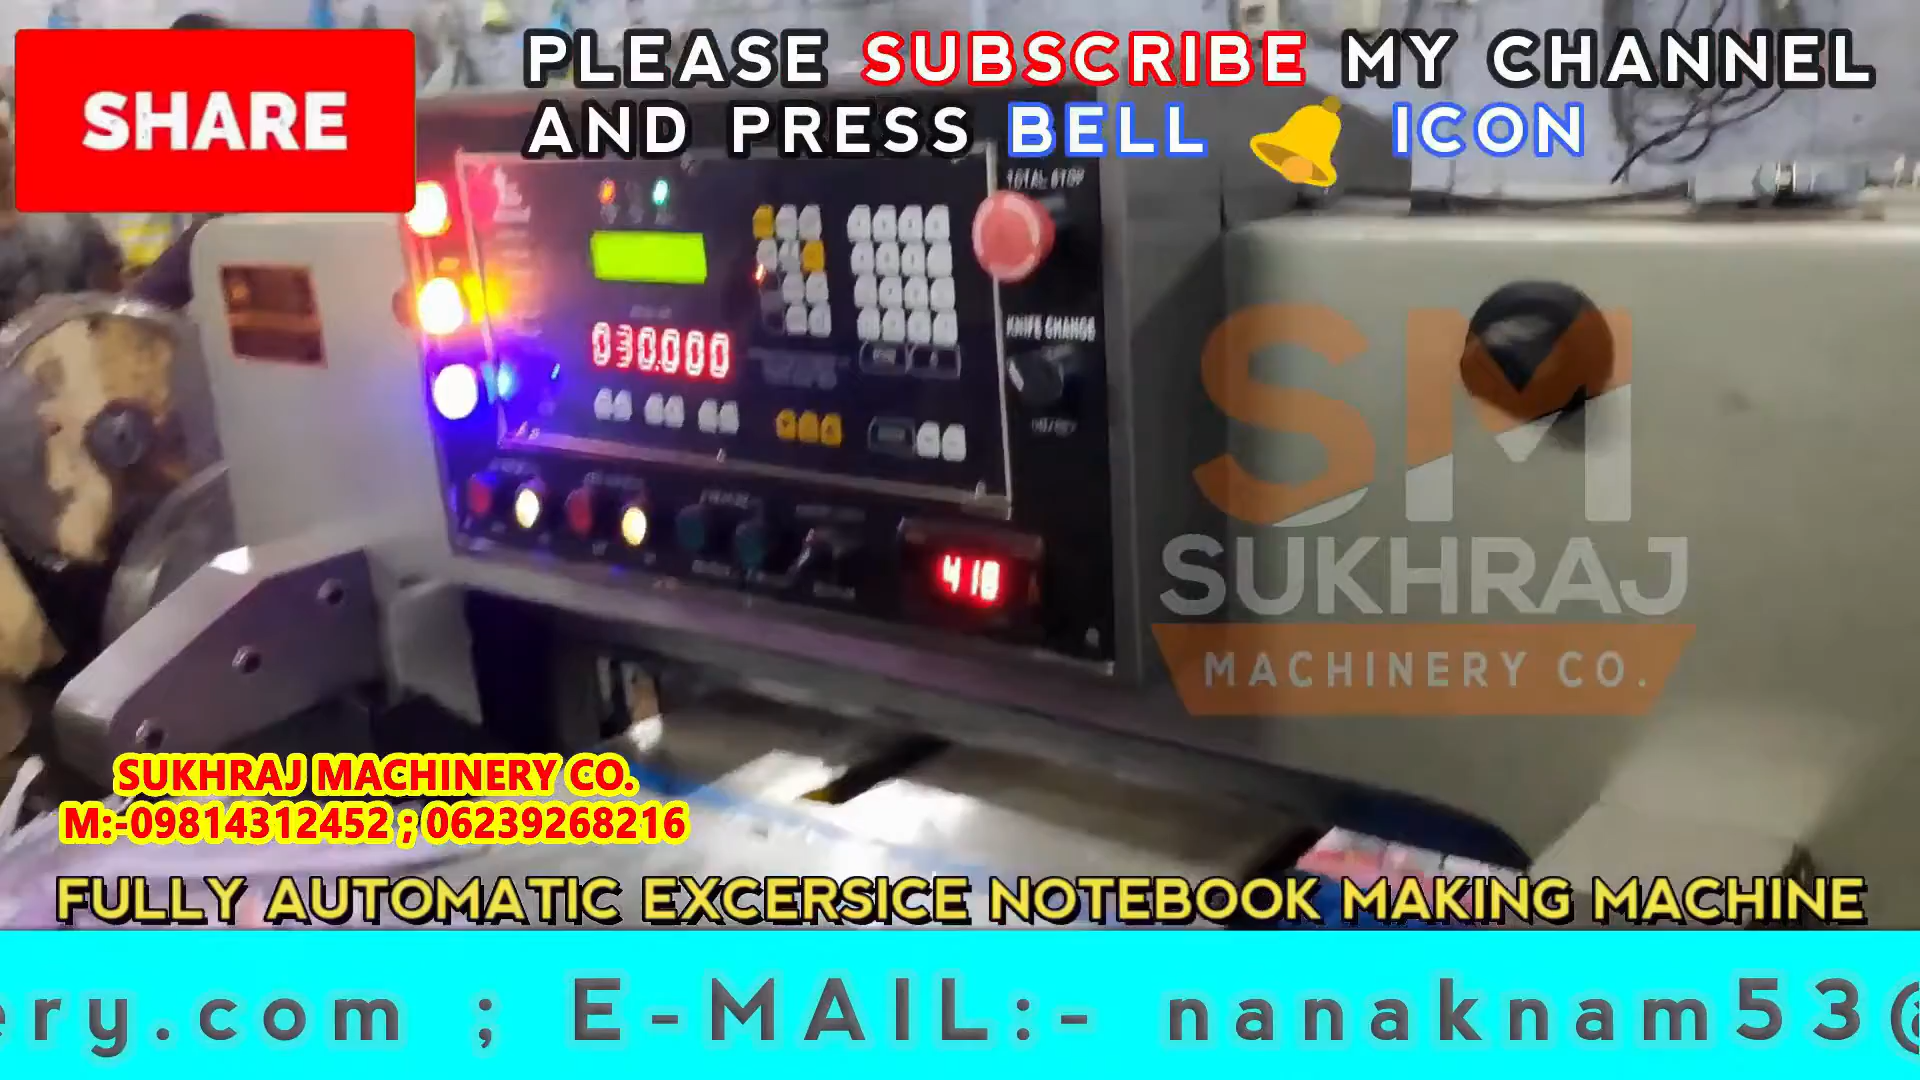 SHARE
PLEASE SUBSCRIBE MY CHANNEL
AND PRESS BELL 🔔 ICON
TOTAL STOP
030.000
KNIFE CHANGE
418
SM
SUKHRAJ
MACHINERY CO.
SUKHRAJ MACHINERY CO.
M:-09814312452 ; 06239268216
FULLY AUTOMATIC EXCERSICE NOTEBOOK MAKING MACHINE
ery.com ; E-MAIL:- nanaknam53@